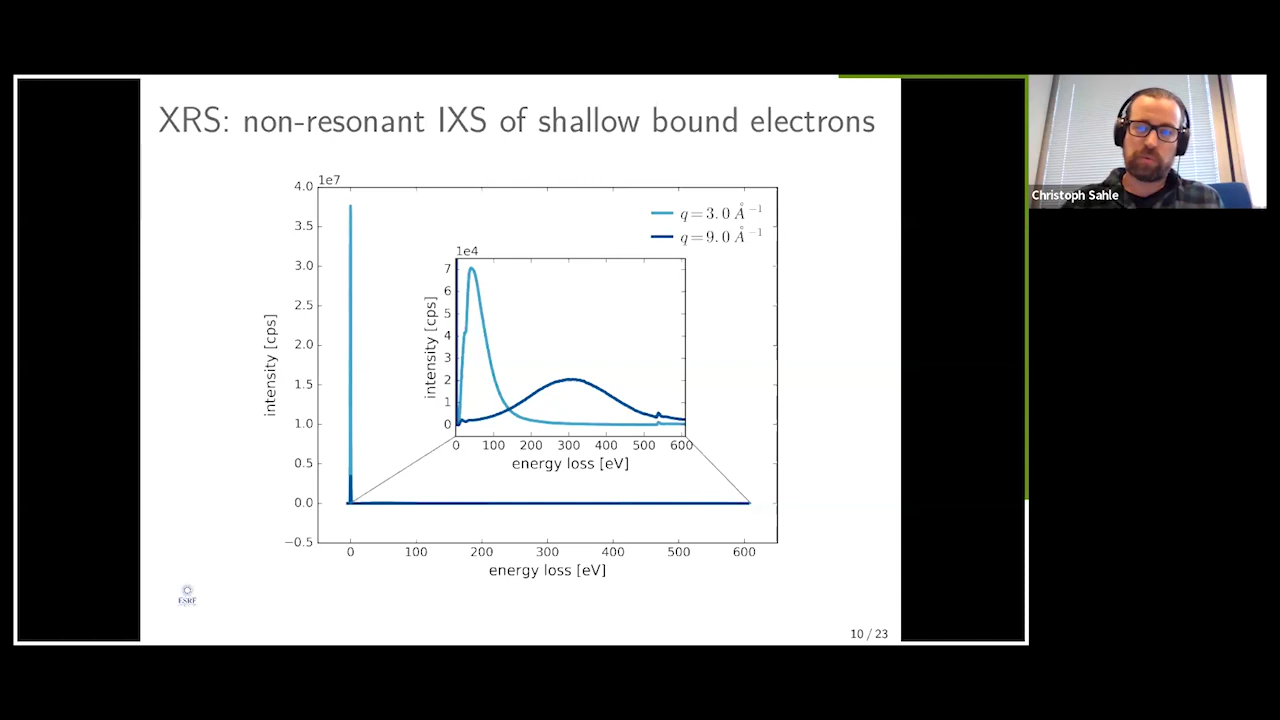 XRS: non-resonant IXS of shallow bound electrons
Christoph Sahle
1e7
4.0
3.5
3.0
2.5
2.0
1.5
1.0
0.5
0.0
−0.5
intensity [cps]
0 100 200 300 400 500 600
energy loss [eV]
q = 3.0 Å⁻¹
q = 9.0 Å⁻¹
1e4
7
6
5
4
3
2
1
0
intensity [cps]
0 100 200 300 400 500 600
energy loss [eV]
ESRF
10 / 23